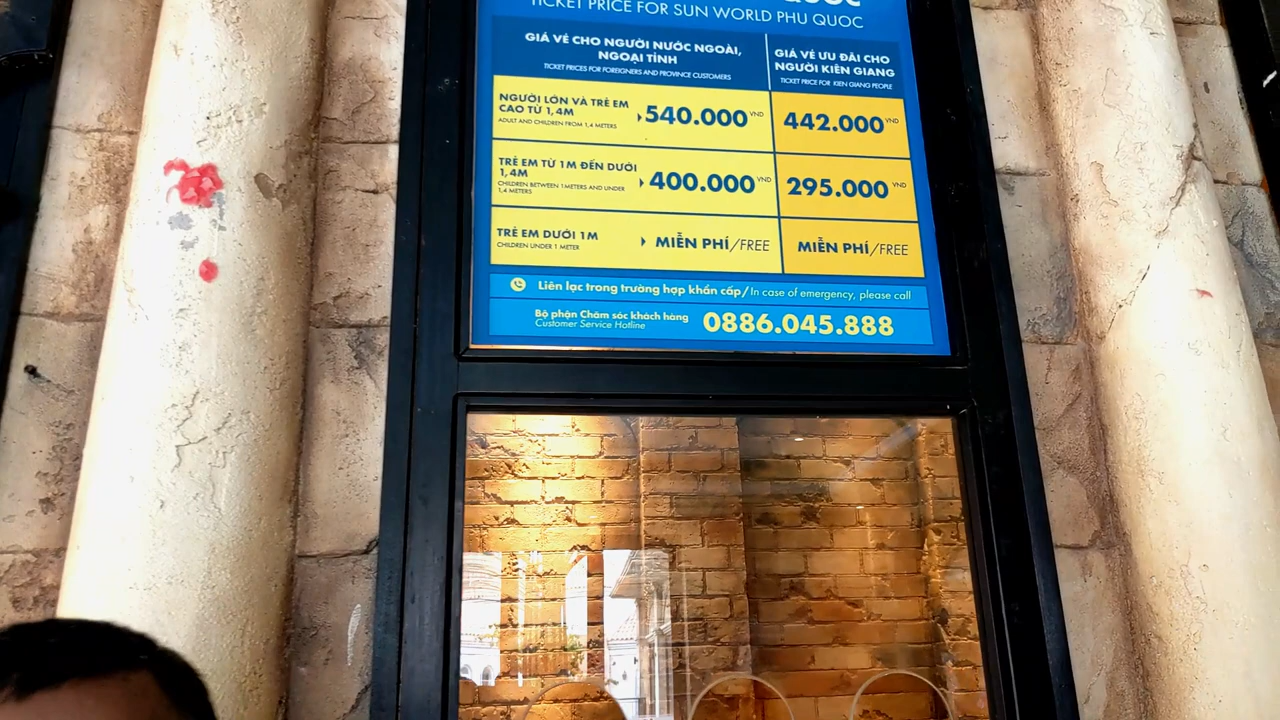 TICKET PRICE FOR SUN WORLD PHU QUOC
GIÁ VÉ CHO NGƯỜI NƯỚC NGOÀI,
NGOẠI TỈNH
TICKET PRICES FOR FOREIGNERS AND PROVINCE CUSTOMERS
GIÁ VÉ ƯU ĐÃI CHO
NGƯỜI KIÊN GIANG
TICKET PRICE FOR KIEN GIANG PEOPLE
NGƯỜI LỚN VÀ TRẺ EM
CAO TỪ 1,4M
ADULT AND CHILDREN FROM 1,4 METERS
540.000 VND
442.000 VND
TRẺ EM TỪ 1M ĐẾN DƯỚI
1,4M
CHILDREN BETWEEN 1 METERS AND UNDER
1,4 METERS
400.000 VND
295.000 VND
TRẺ EM DƯỚI 1M
CHILDREN UNDER 1 METER
MIỄN PHÍ/FREE
MIỄN PHÍ/FREE
Liên lạc trong trường hợp khẩn cấp/In case of emergency, please call
Bộ phận Chăm sóc khách hàng
Customer Service Hotline
0886.045.888